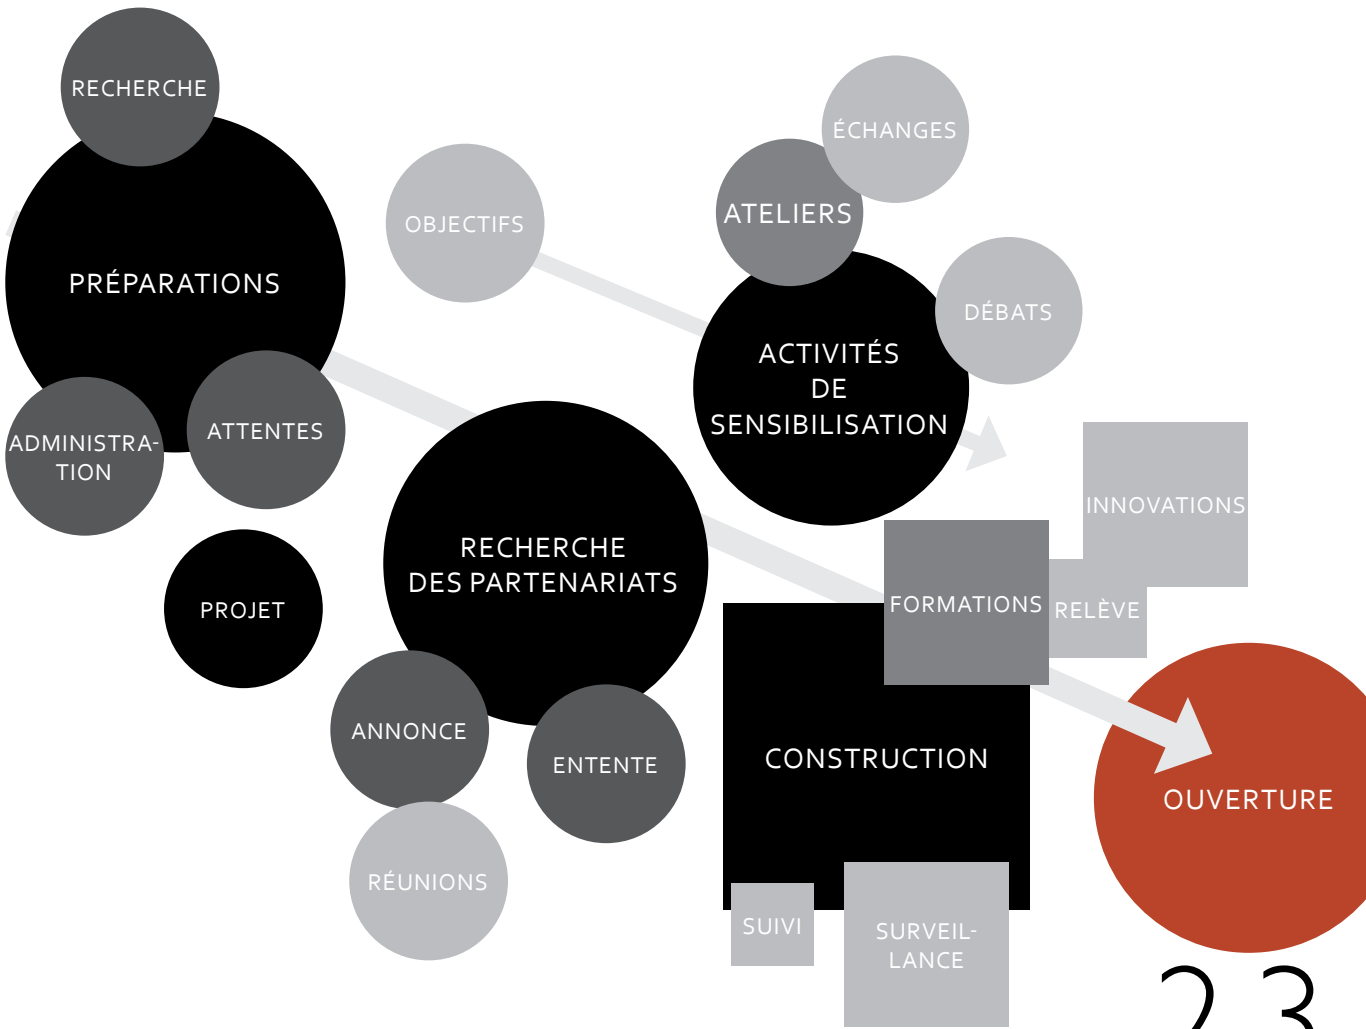 RECHERCHE
PRÉPARATIONS
ADMINISTRA-
TION
ATTENTES
PROJET
OBJECTIFS
RECHERCHE
DES PARTENARIATS
ANNONCE
ENTENTE
RÉUNIONS
ÉCHANGES
ATELIERS
DÉBATS
ACTIVITÉS
DE
SENSIBILISATION
INNOVATIONS
FORMATIONS
RELÈVE
CONSTRUCTION
SUIVI
SURVEIL-
LANCE
OUVERTURE
23